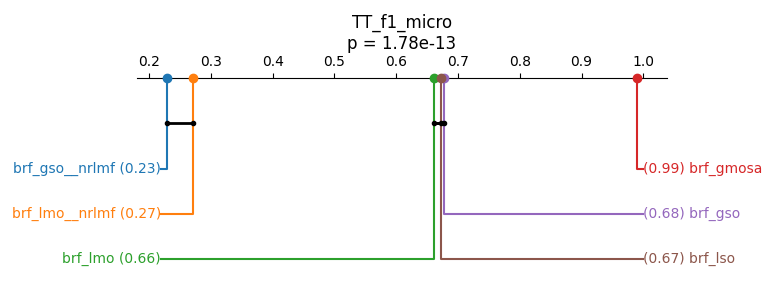 TT_f1_micro
p = 1.78e-13
0.2 0.3 0.4 0.5 0.6 0.7 0.8 0.9 1.0
brf_gso__nrlmf (0.23) (0.99) brf_gmosa
brf_lmo__nrlmf (0.27) (0.68) brf_gso
brf_lmo (0.66) (0.67) brf_lso